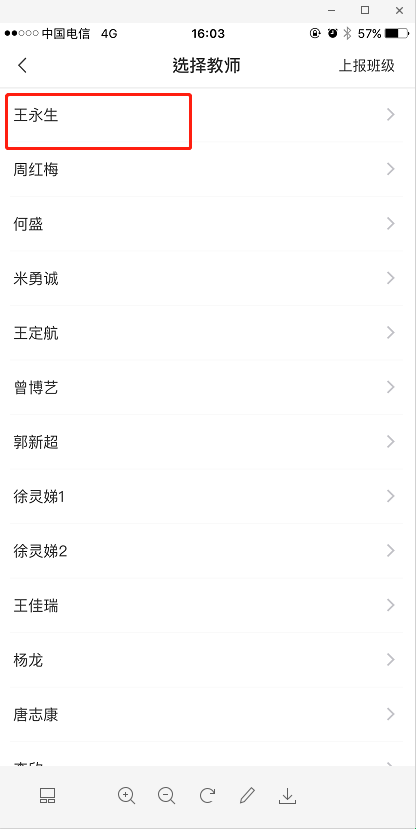 中国电信 4G 16:03 57%
选择教师 上报班级
王永生
周红梅
何盛
米勇诚
王定航
曾博艺
郭新超
徐灵娣1
徐灵娣2
王佳瑞
杨龙
唐志康